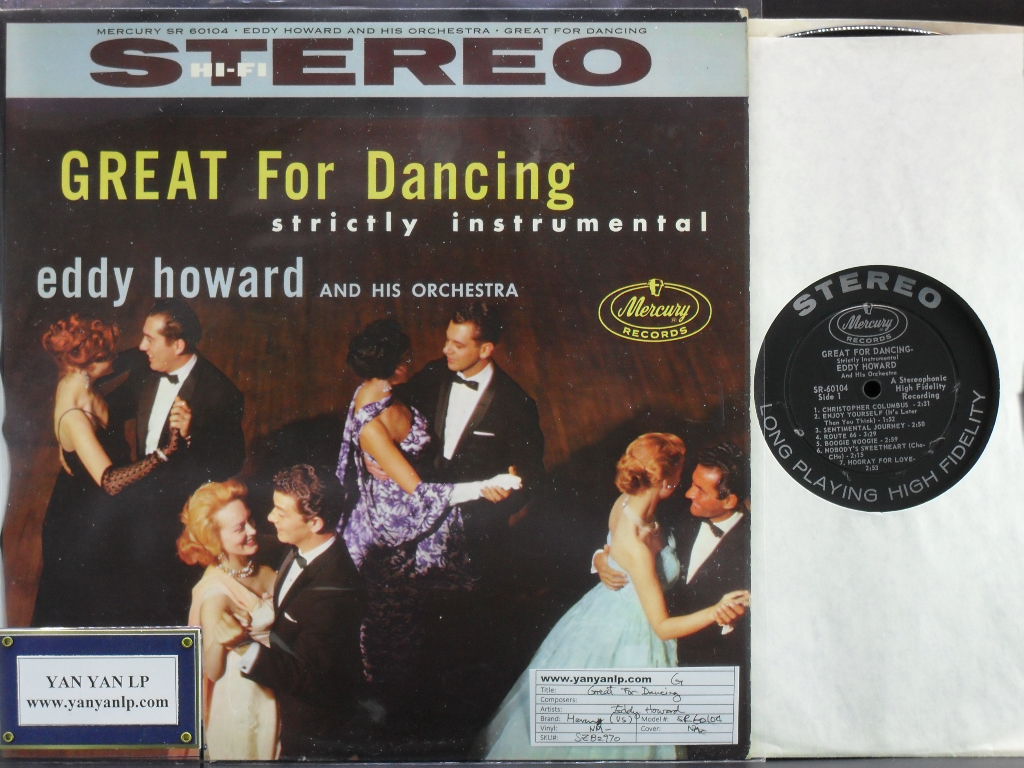 MERCURY SR 60104 • EDDY HOWARD AND HIS ORCHESTRA • GREAT FOR DANCING
STEREO
HI-FI
GREAT For Dancing
strictly instrumental
eddy howard AND HIS ORCHESTRA
Mercury
RECORDS
STEREO
Mercury
RECORDS
GREAT FOR DANCING-
Strictly Instrumental
EDDY HOWARD
And His Orchestra
SR-60104
Side 1
A Stereophonic
High Fidelity
Recording
1. CHRISTOPHER COLUMBUS - 2:31
2. ENJOY YOURSELF (It's Later
Than You Think) - 1:52
3. SENTIMENTAL JOURNEY - 2:50
4. ROUTE 66 - 3:29
5. BOOGIE WOOGIE - 2:59
6. NOBODY'S SWEETHEART (Cha-
Cha) - 2:15
7. HOORAY FOR LOVE-
2:53
LONG PLAYING HIGH FIDELITY
YAN YAN LP
www.yanyanlp.com
www.yanyanlp.com G
Title: Great For Dancing
Composers:
Artists: Eddy Howard
Brand: (US) Model#: SR 60104
Vinyl: NM- Cover:
SKU#: SZB2970